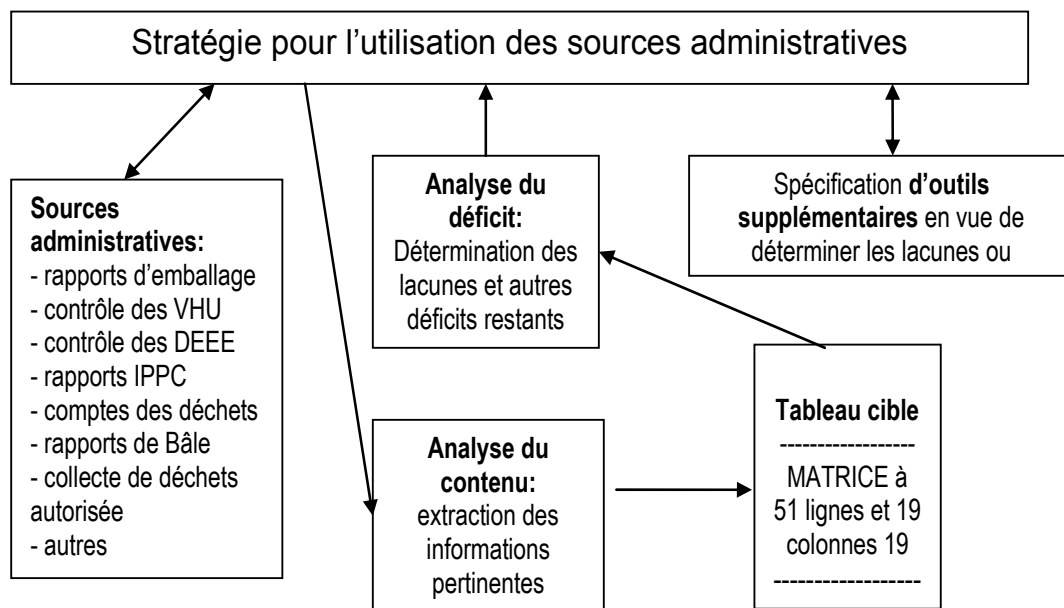 Stratégie pour l’utilisation des sources administratives
Sources
administratives:
- rapports d’emballage
- contrôle des VHU
- contrôle des DEEE
- rapports IPPC
- comptes des déchets
- rapports de Bâle
- collecte de déchets
autorisée
- autres
Analyse du
déficit:
Détermination des
lacunes et autres
déficits restants
Spécification d’outils
supplémentaires en vue de
déterminer les lacunes ou
Analyse du
contenu:
extraction des
informations
pertinentes
Tableau cible
------------------
MATRICE à
51 lignes et 19
colonnes 19
-------------------